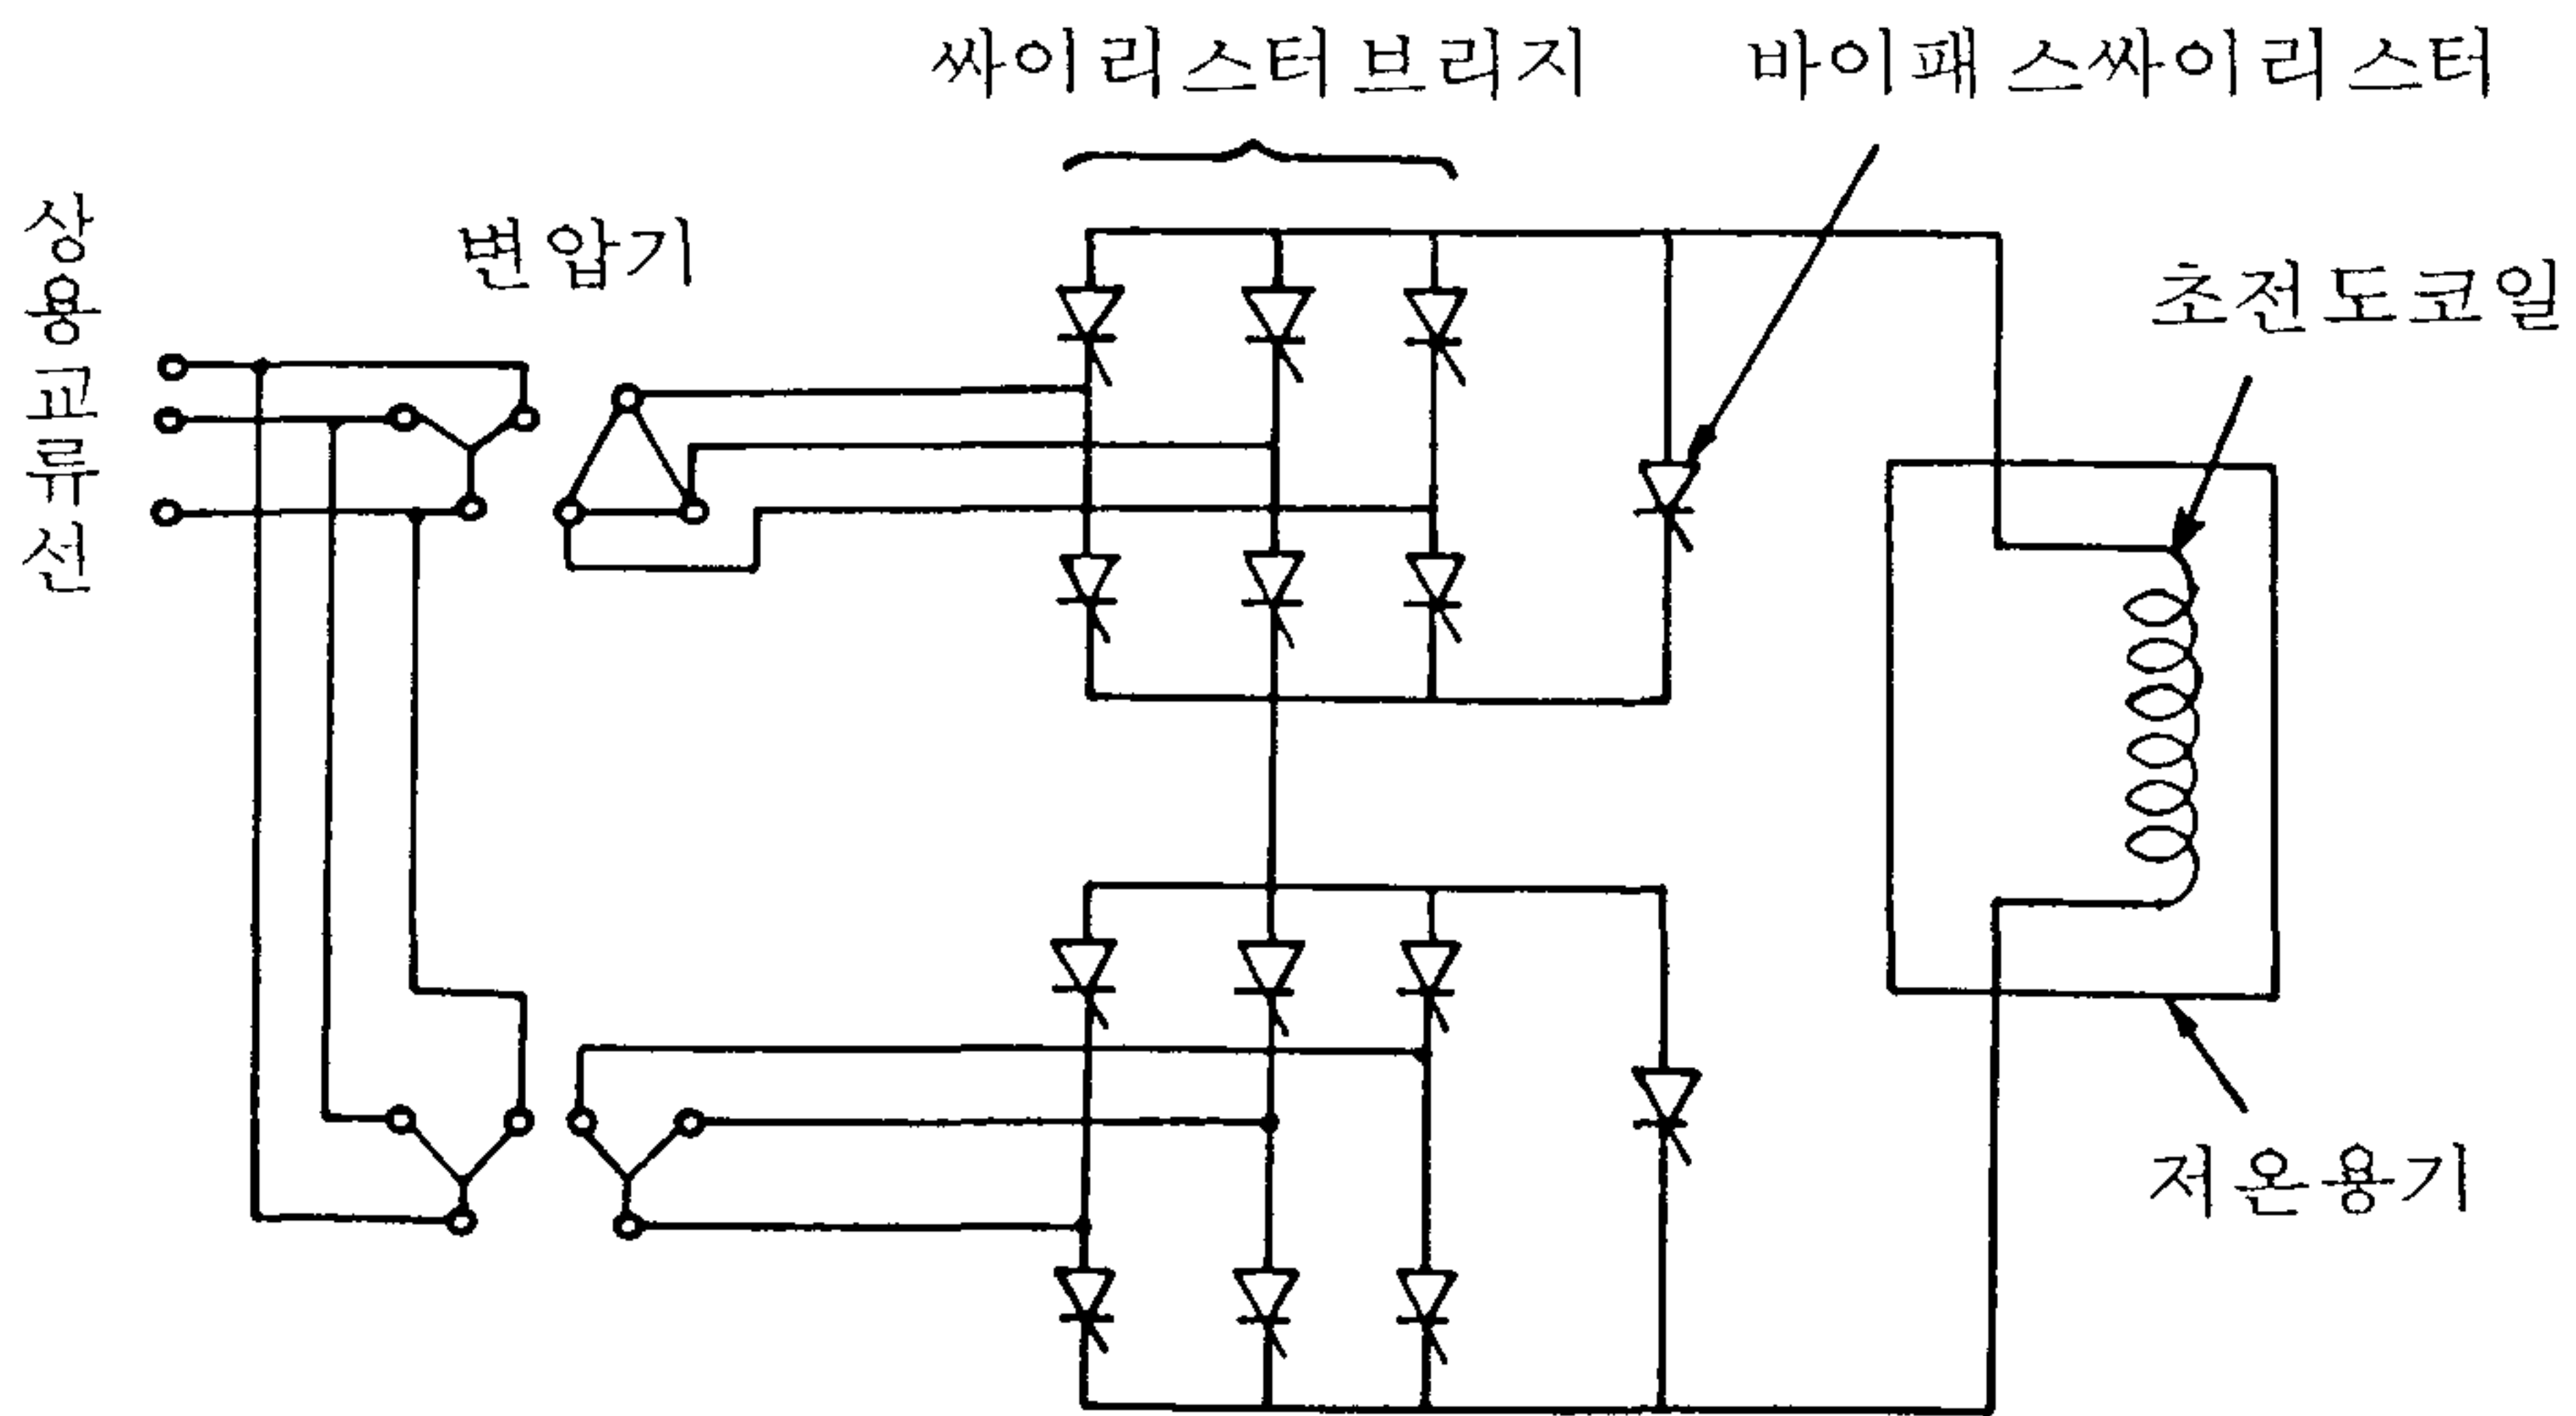 싸이리스터브리지
바이패스싸이리스터
상용교류선
변압기
초전도코일
저온용기